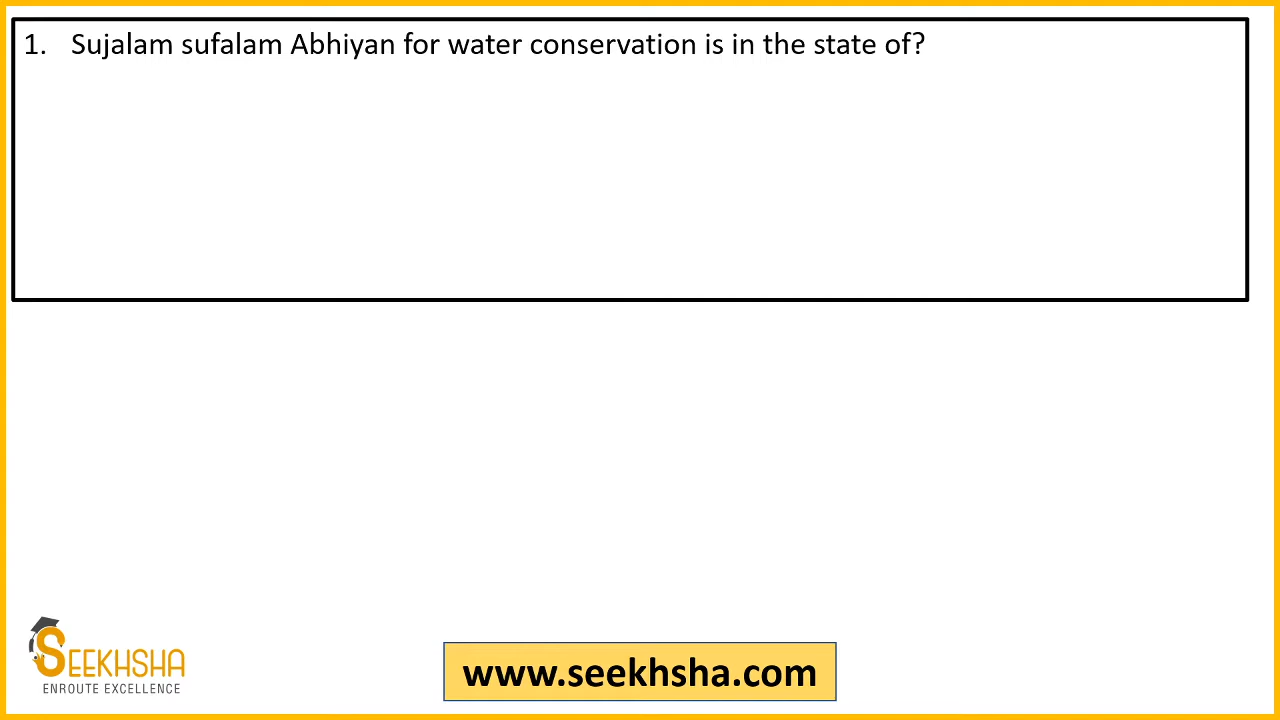 1. Sujalam sufalam Abhiyan for water conservation is in the state of?
SEEKHSHA
ENROUTE EXCELLENCE
www.seekhsha.com